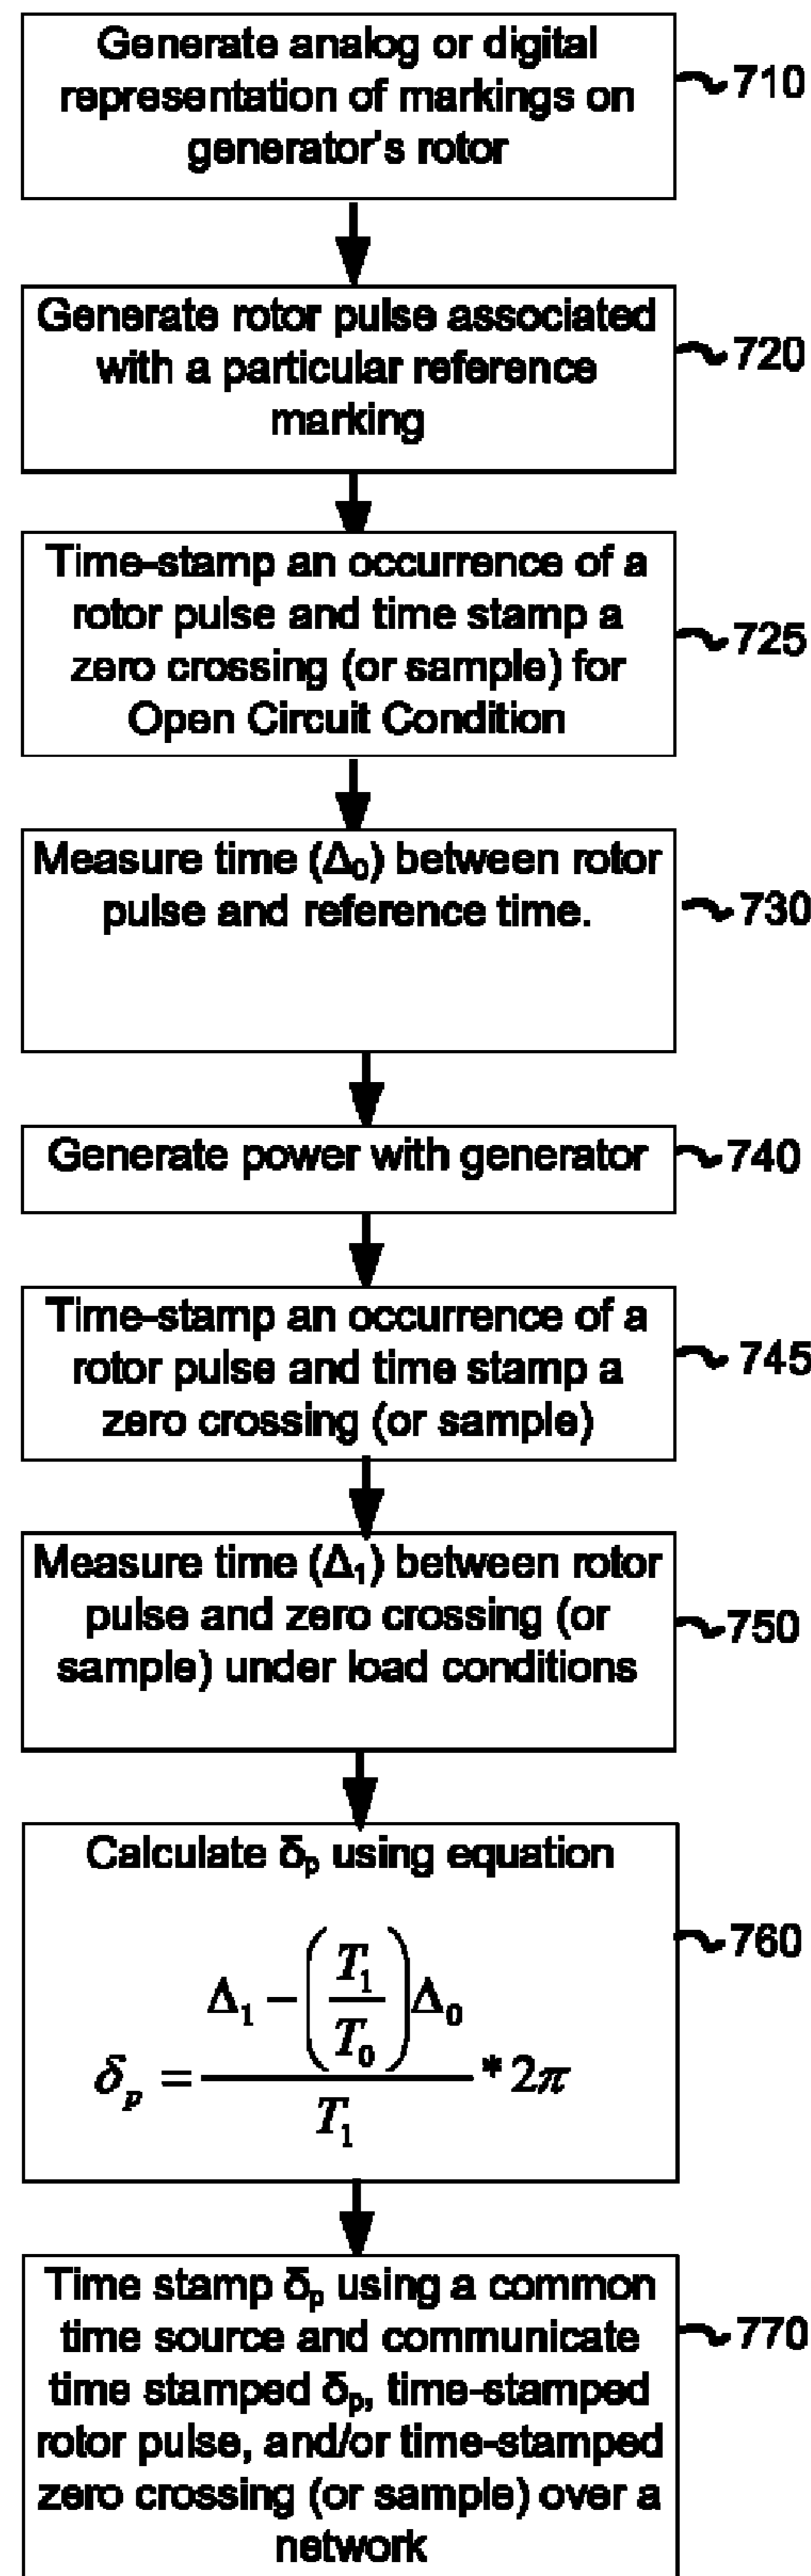 Generate analog or digital
representation of markings on
generator's rotor
710
Generate rotor pulse associated
with a particular reference
marking
720
Time-stamp an occurrence of a
rotor pulse and time stamp a
zero crossing (or sample) for
Open Circuit Condition
725
Measure time (Δ₀) between rotor
pulse and reference time.
730
Generate power with generator
740
Time-stamp an occurrence of a
rotor pulse and time stamp a
zero crossing (or sample)
745
Measure time (Δ₁) between rotor
pulse and zero crossing (or
sample) under load conditions
750
Calculate δₚ using equation
δₚ = (Δ₁ − (T₁/T₀)Δ₀)/T₁ * 2π
760
Time stamp δₚ using a common
time source and communicate
time stamped δₚ, time-stamped
rotor pulse, and/or time-stamped
zero crossing (or sample) over a
network
770